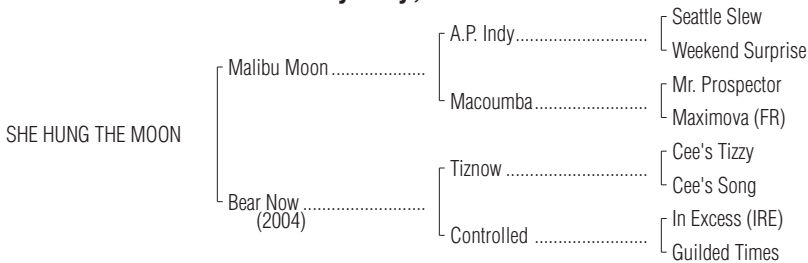 Seattle Slew
A.P. Indy
Weekend Surprise
Malibu Moon
Mr. Prospector
Macoumba
Maximova (FR)
SHE HUNG THE MOON
Cee's Tizzy
Tiznow
Cee's Song
Bear Now
(2004)
In Excess (IRE)
Controlled
Guilded Times